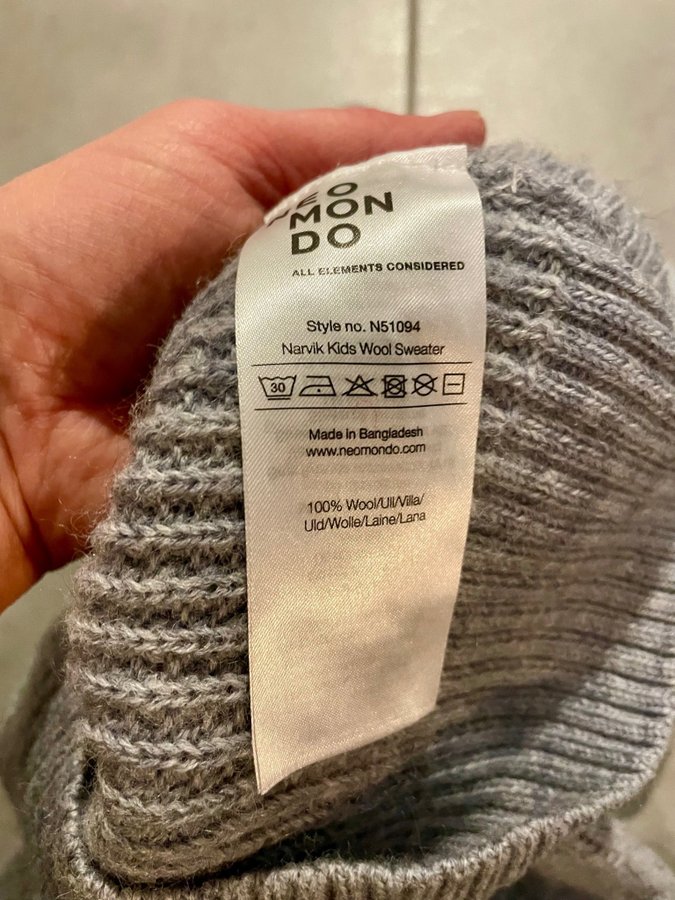 NEO
MON
DO
ALL ELEMENTS CONSIDERED
Style no. N51094
Narvik Kids Wool Sweater
30
Made in Bangladesh
www.neomondo.com
100% Wool/Ull/Villa/
Uld/Wolle/Laine/Lana